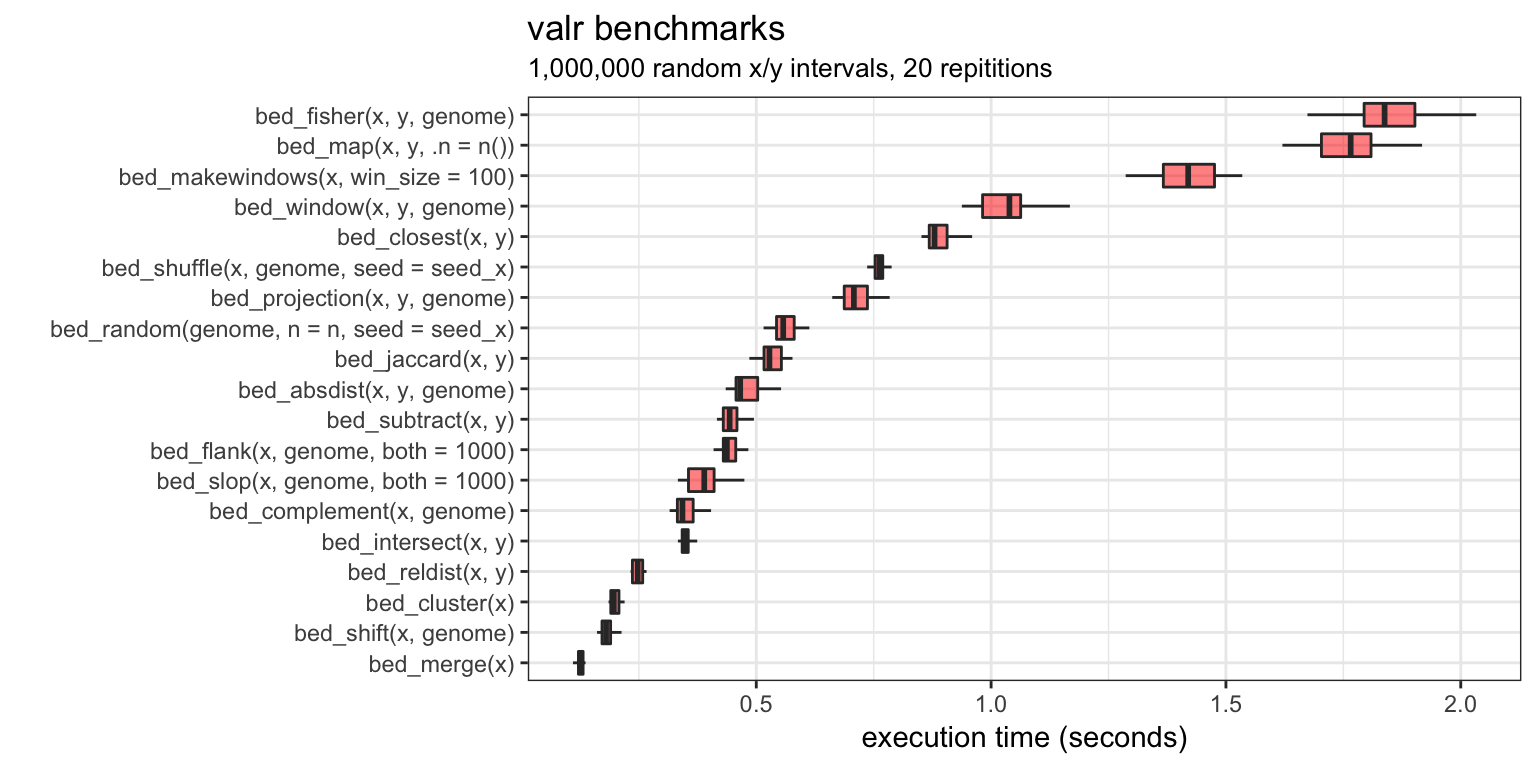 valr benchmarks
1,000,000 random x/y intervals, 20 repititions
bed_fisher(x, y, genome)
bed_map(x, y, .n = n())
bed_makewindows(x, win_size = 100)
bed_window(x, y, genome)
bed_closest(x, y)
bed_shuffle(x, genome, seed = seed_x)
bed_projection(x, y, genome)
bed_random(genome, n = n, seed = seed_x)
bed_jaccard(x, y)
bed_absdist(x, y, genome)
bed_subtract(x, y)
bed_flank(x, genome, both = 1000)
bed_slop(x, genome, both = 1000)
bed_complement(x, genome)
bed_intersect(x, y)
bed_reldist(x, y)
bed_cluster(x)
bed_shift(x, genome)
bed_merge(x)
0.5 1.0 1.5 2.0
execution time (seconds)